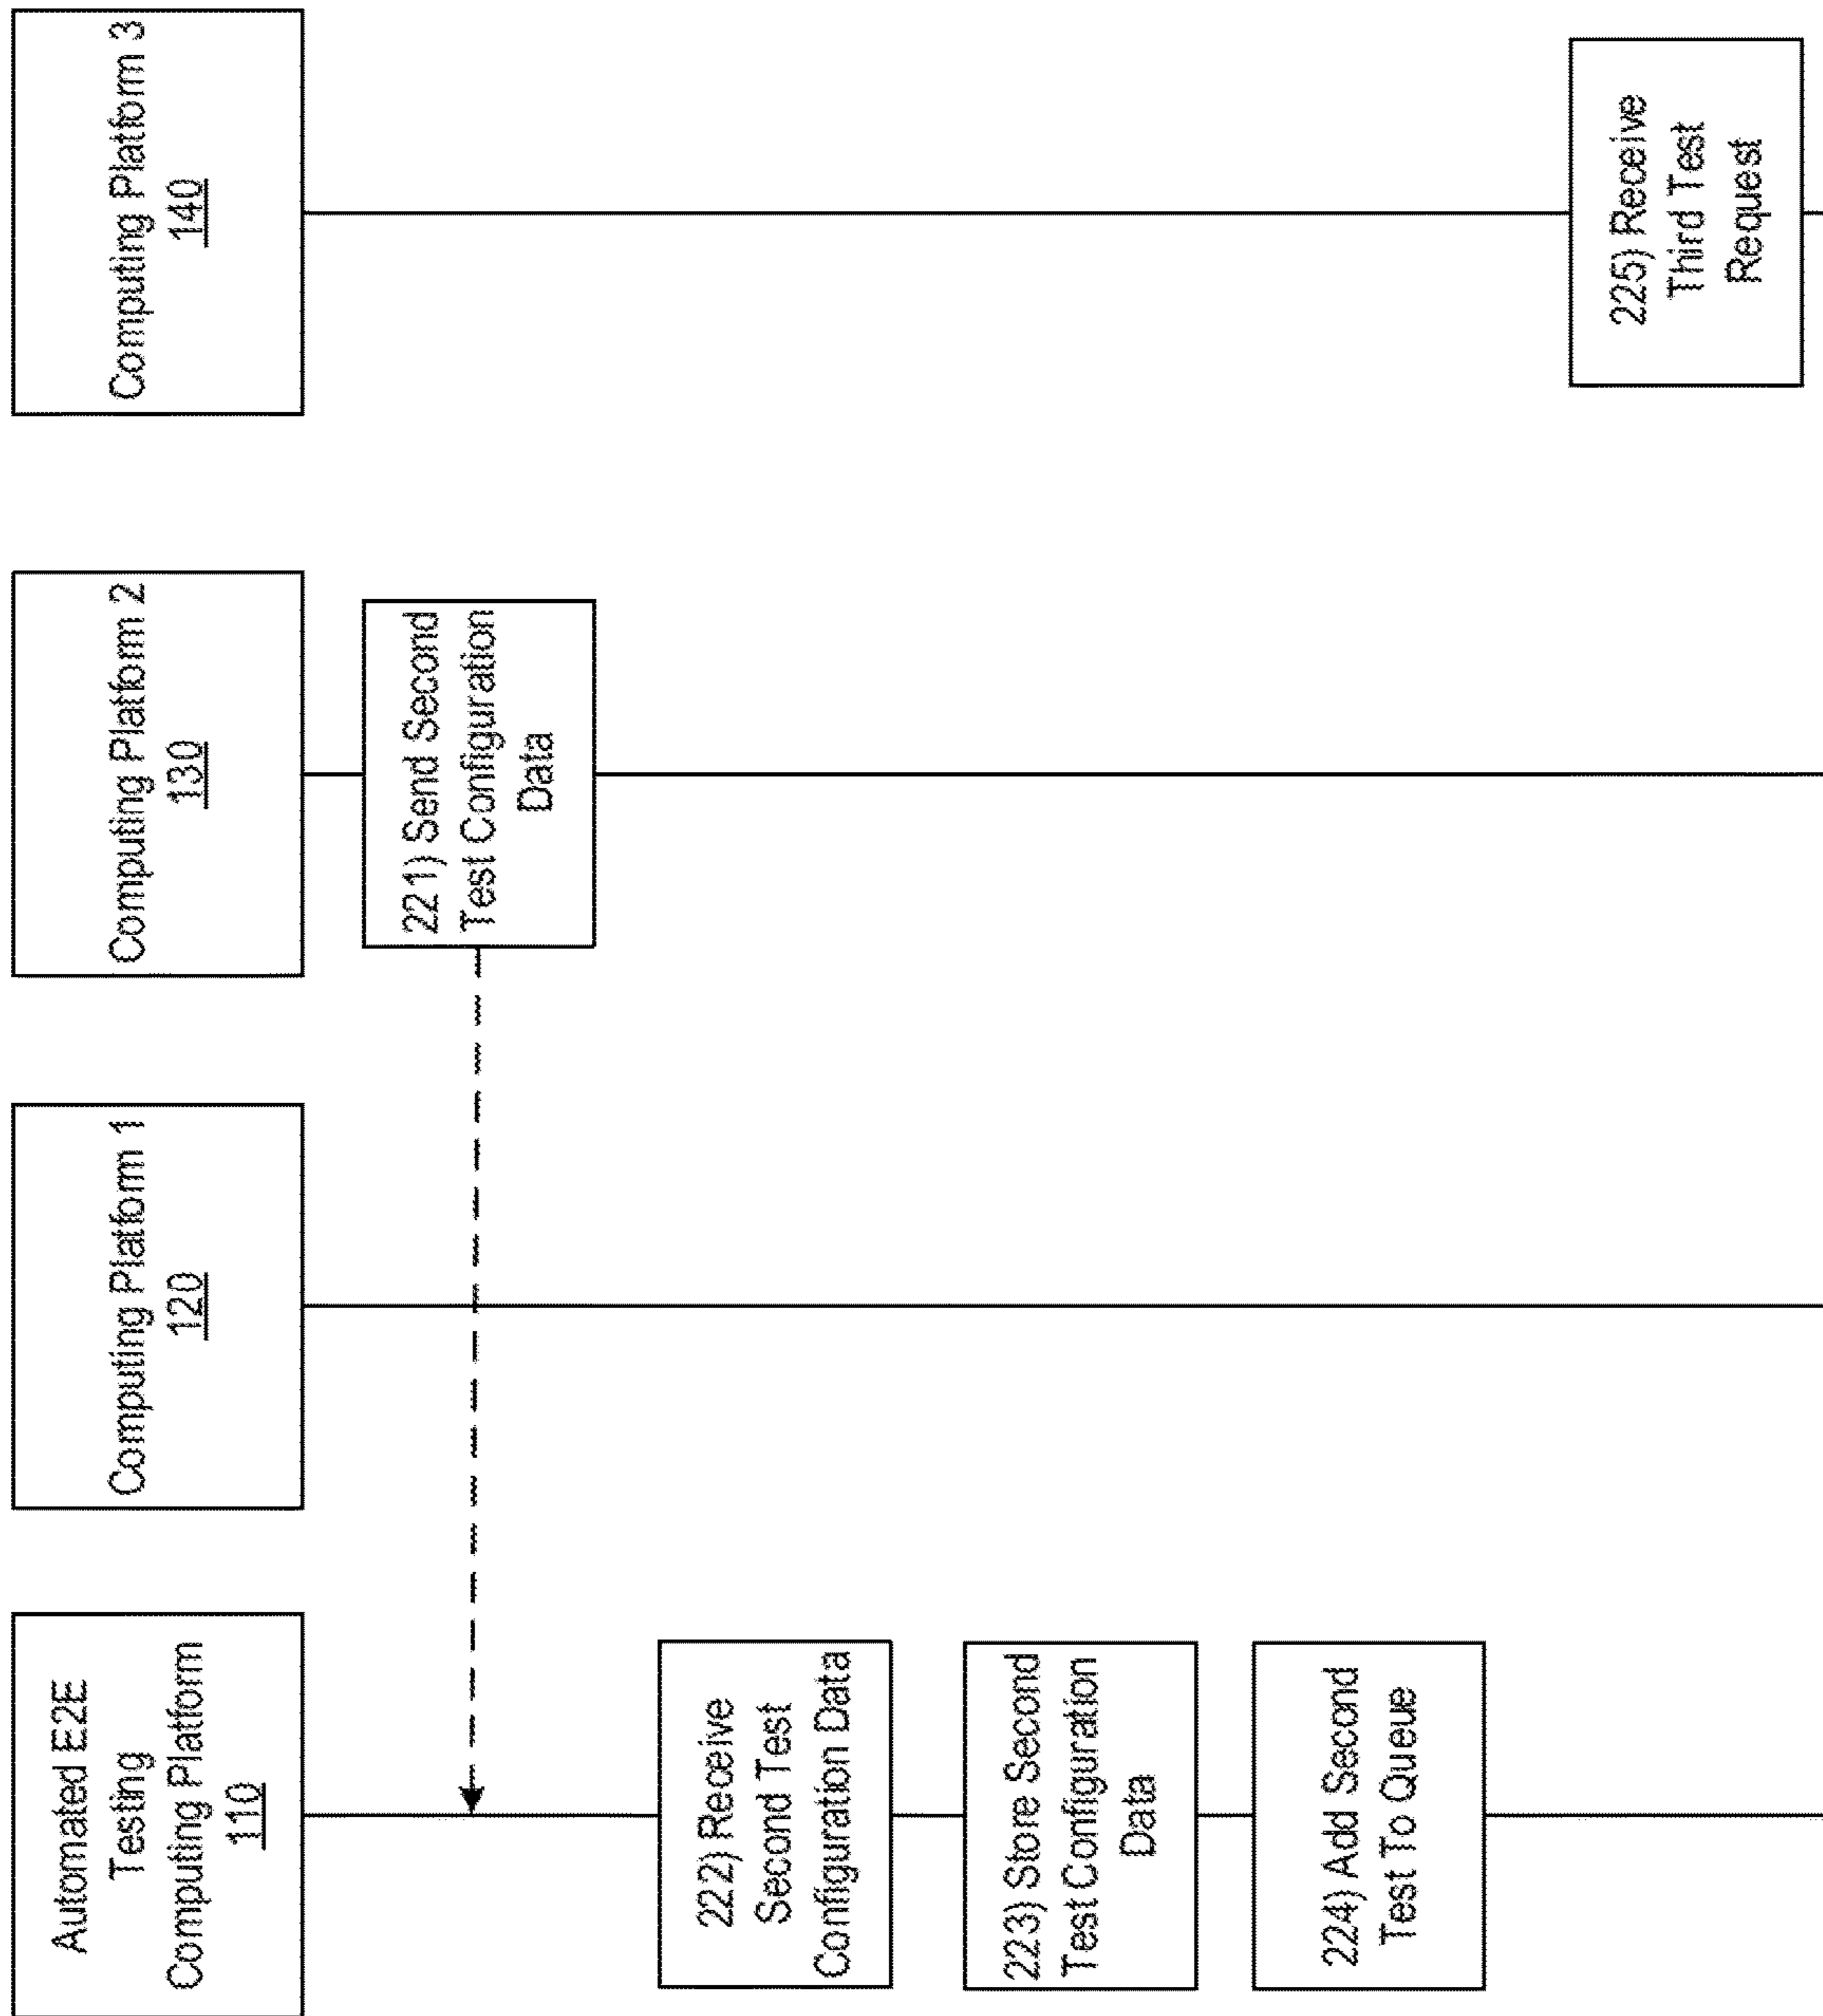 Automated E2E
Testing
Computing Platform
110
Computing Platform 1
120
Computing Platform 2
130
Computing Platform 3
140
221) Send Second
Test Configuration
Data
222) Receive
Second Test
Configuration Data
223) Store Second
Test Configuration
Data
224) Add Second
Test To Queue
225) Receive
Third Test
Request